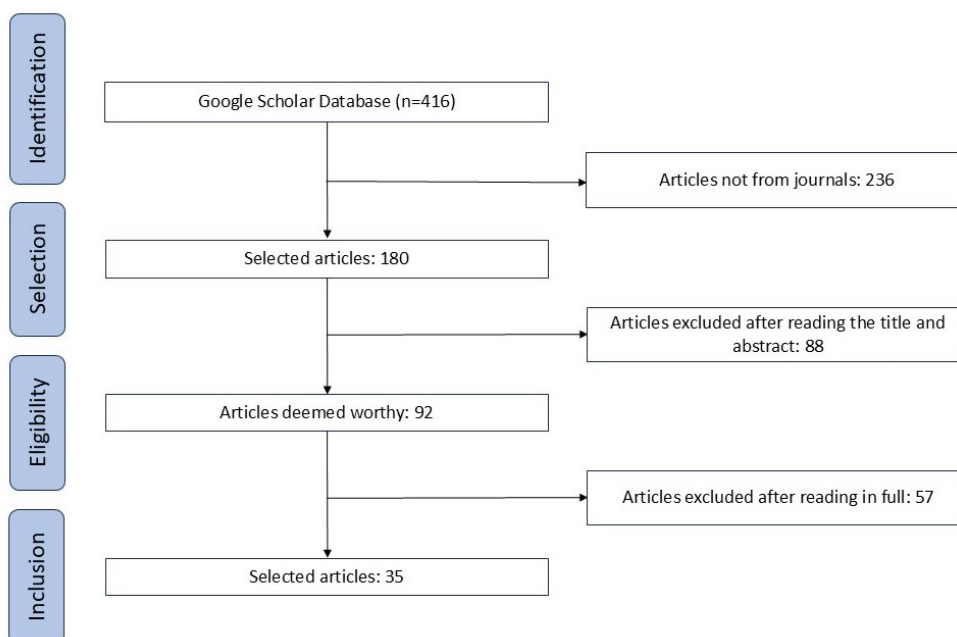 Identification
Google Scholar Database (n=416)
Articles not from journals: 236
Selection
Selected articles: 180
Articles excluded after reading the title and
abstract: 88
Eligibility
Articles deemed worthy: 92
Articles excluded after reading in full: 57
Inclusion
Selected articles: 35